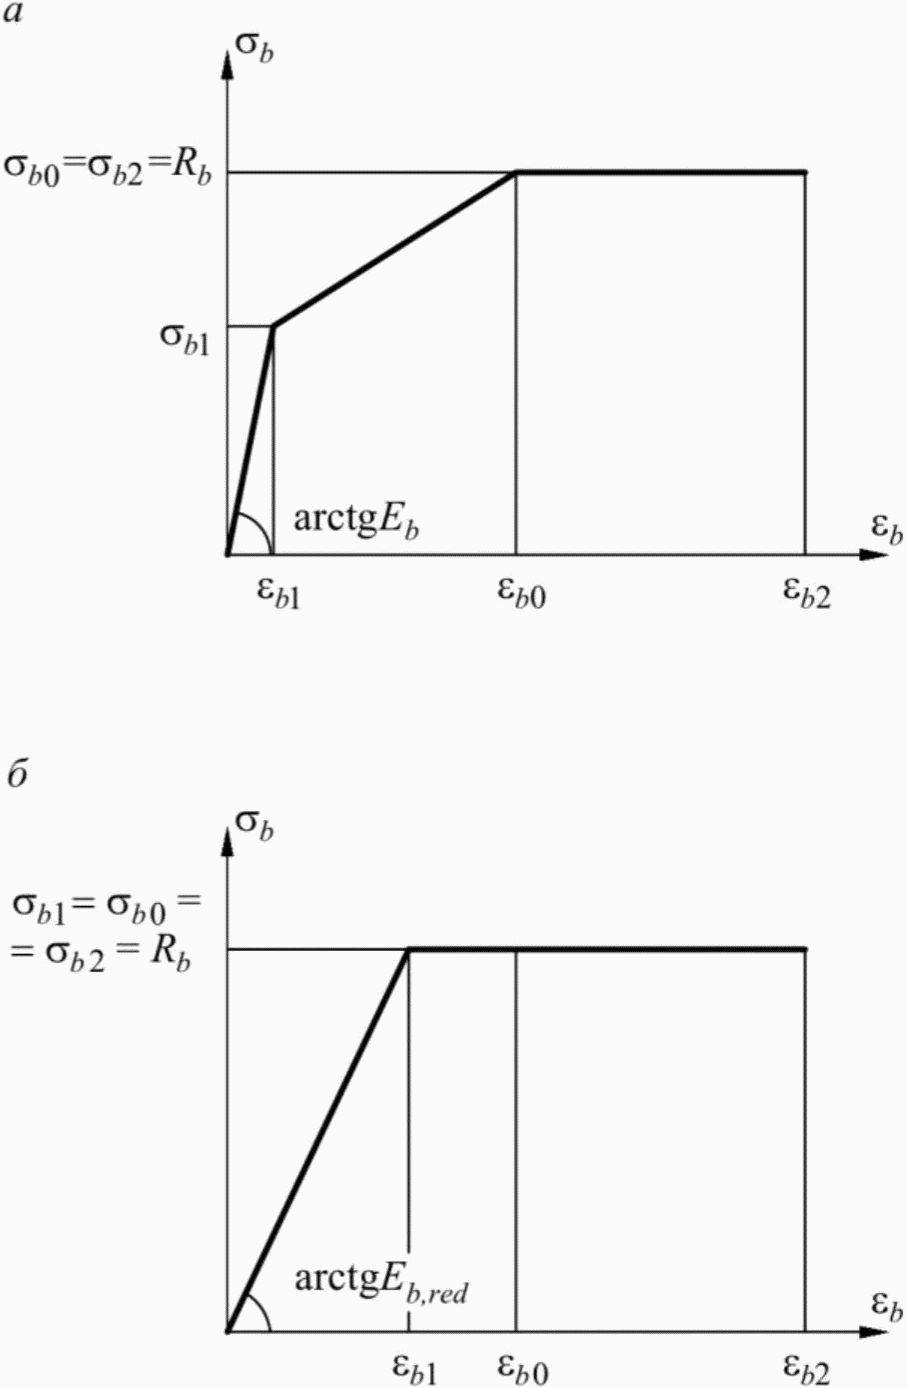 а
σb
σb0=σb2=Rb
σb1
arctgEb
εb
εb1 εb0 εb2
б
σb
σb1= σb0 =
= σb2 = Rb
arctgEb,red
εb
εb1 εb0 εb2